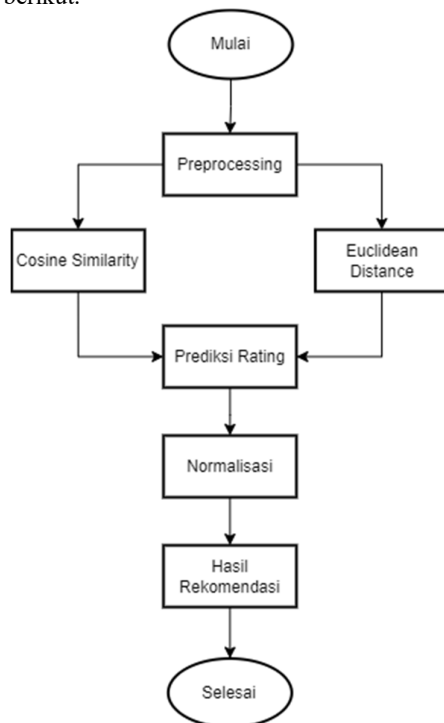 berikut.
Mulai
Preprocessing
Cosine Similarity
Euclidean
Distance
Prediksi Rating
Normalisasi
Hasil
Rekomendasi
Selesai